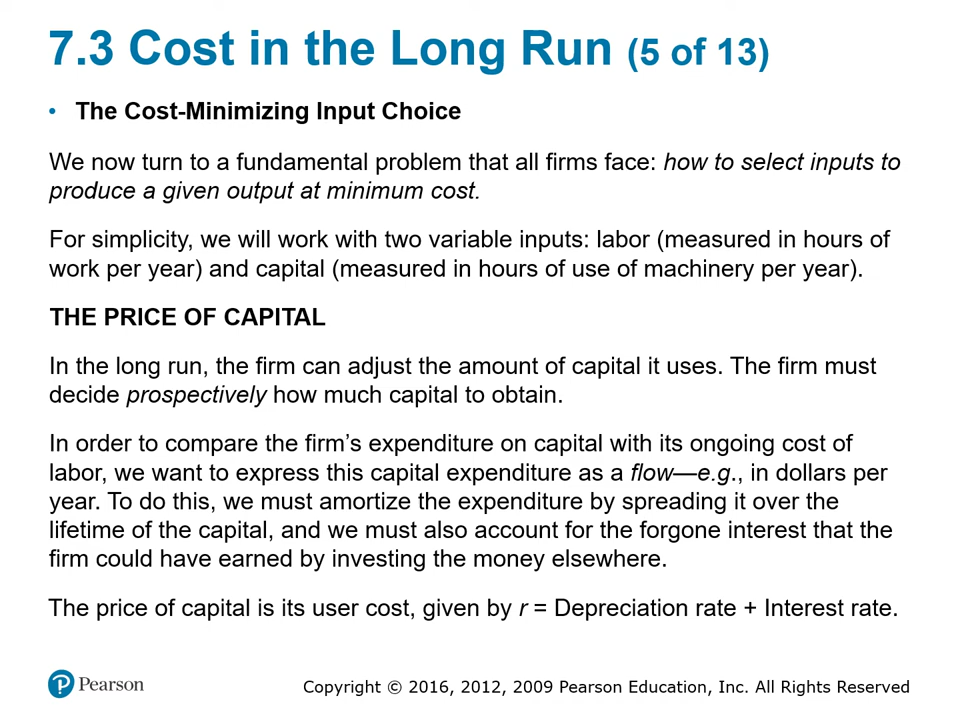 7.3 Cost in the Long Run (5 of 13)
• The Cost-Minimizing Input Choice
We now turn to a fundamental problem that all firms face: how to select inputs to
produce a given output at minimum cost.
For simplicity, we will work with two variable inputs: labor (measured in hours of
work per year) and capital (measured in hours of use of machinery per year).
THE PRICE OF CAPITAL
In the long run, the firm can adjust the amount of capital it uses. The firm must
decide prospectively how much capital to obtain.
In order to compare the firm’s expenditure on capital with its ongoing cost of
labor, we want to express this capital expenditure as a flow—e.g., in dollars per
year. To do this, we must amortize the expenditure by spreading it over the
lifetime of the capital, and we must also account for the forgone interest that the
firm could have earned by investing the money elsewhere.
The price of capital is its user cost, given by r = Depreciation rate + Interest rate.
P Pearson
Copyright © 2016, 2012, 2009 Pearson Education, Inc. All Rights Reserved